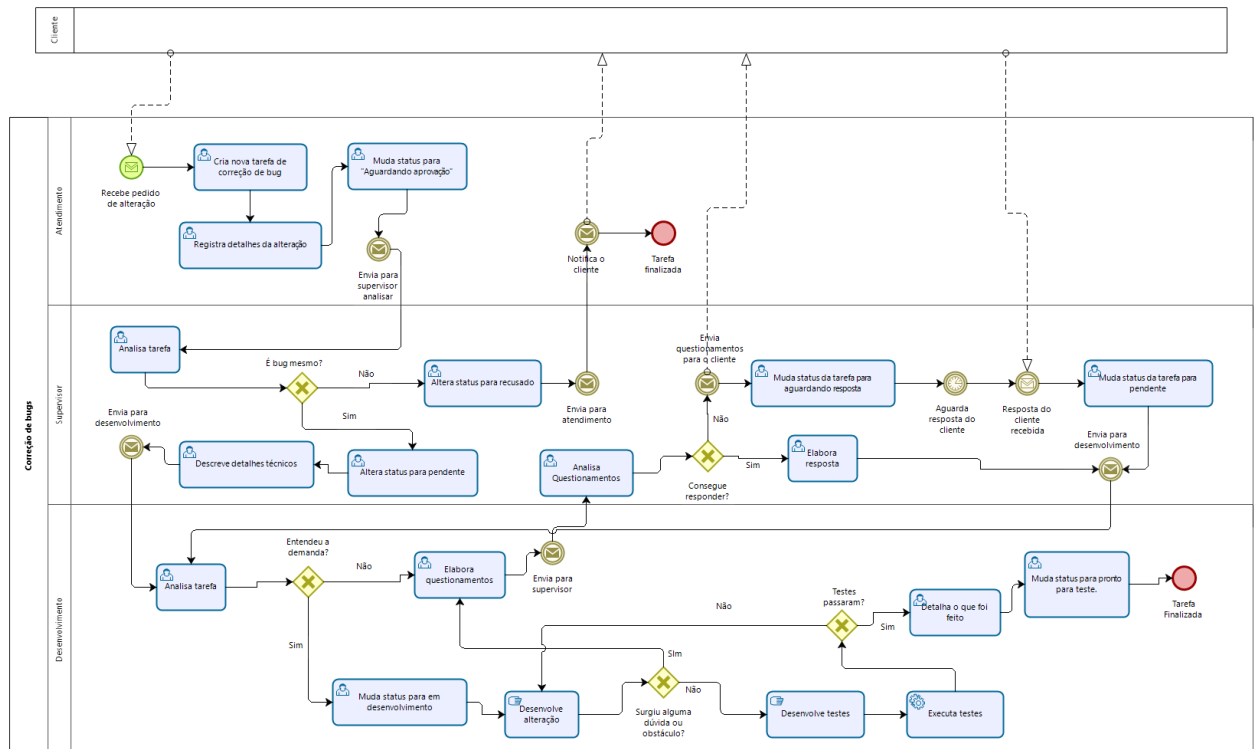 Cliente
Correção de bugs
Atendimento
Recebe pedido
de alteração
Cria nova tarefa de
correção de bug
Registra detalhes da alteração
Muda status para
"Aguardando aprovação"
Envia para
supervisor
analisar
Notifica o
cliente
Tarefa
finalizada
Supervisor
Analisa tarefa
É bug mesmo?
Não
Sim
Altera status para recusado
Envia para
atendimento
Altera status para pendente
Descreve detalhes técnicos
Envia para
desenvolvimento
Analisa
Questionamentos
Consegue
responder?
Não
Sim
Envia
questionamentos
para o cliente
Muda status da tarefa para
aguardando resposta
Aguarda
resposta do
cliente
Resposta do
cliente
recebida
Muda status da tarefa para
pendente
Elabora
resposta
Envia para
desenvolvimento
Desenvolvimento
Analisa tarefa
Entendeu a
demanda?
Não
Sim
Elabora
questionamentos
Envia para
supervisor
Muda status para em
desenvolvimento
Desenvolve
alteração
Surgiu alguma
dúvida ou
obstáculo?
SIm
Não
Desenvolve testes
Executa testes
Testes
passaram?
Não
Sim
Detalha o que foi
feito
Muda status para pronto
para teste.
Tarefa
Finalizada